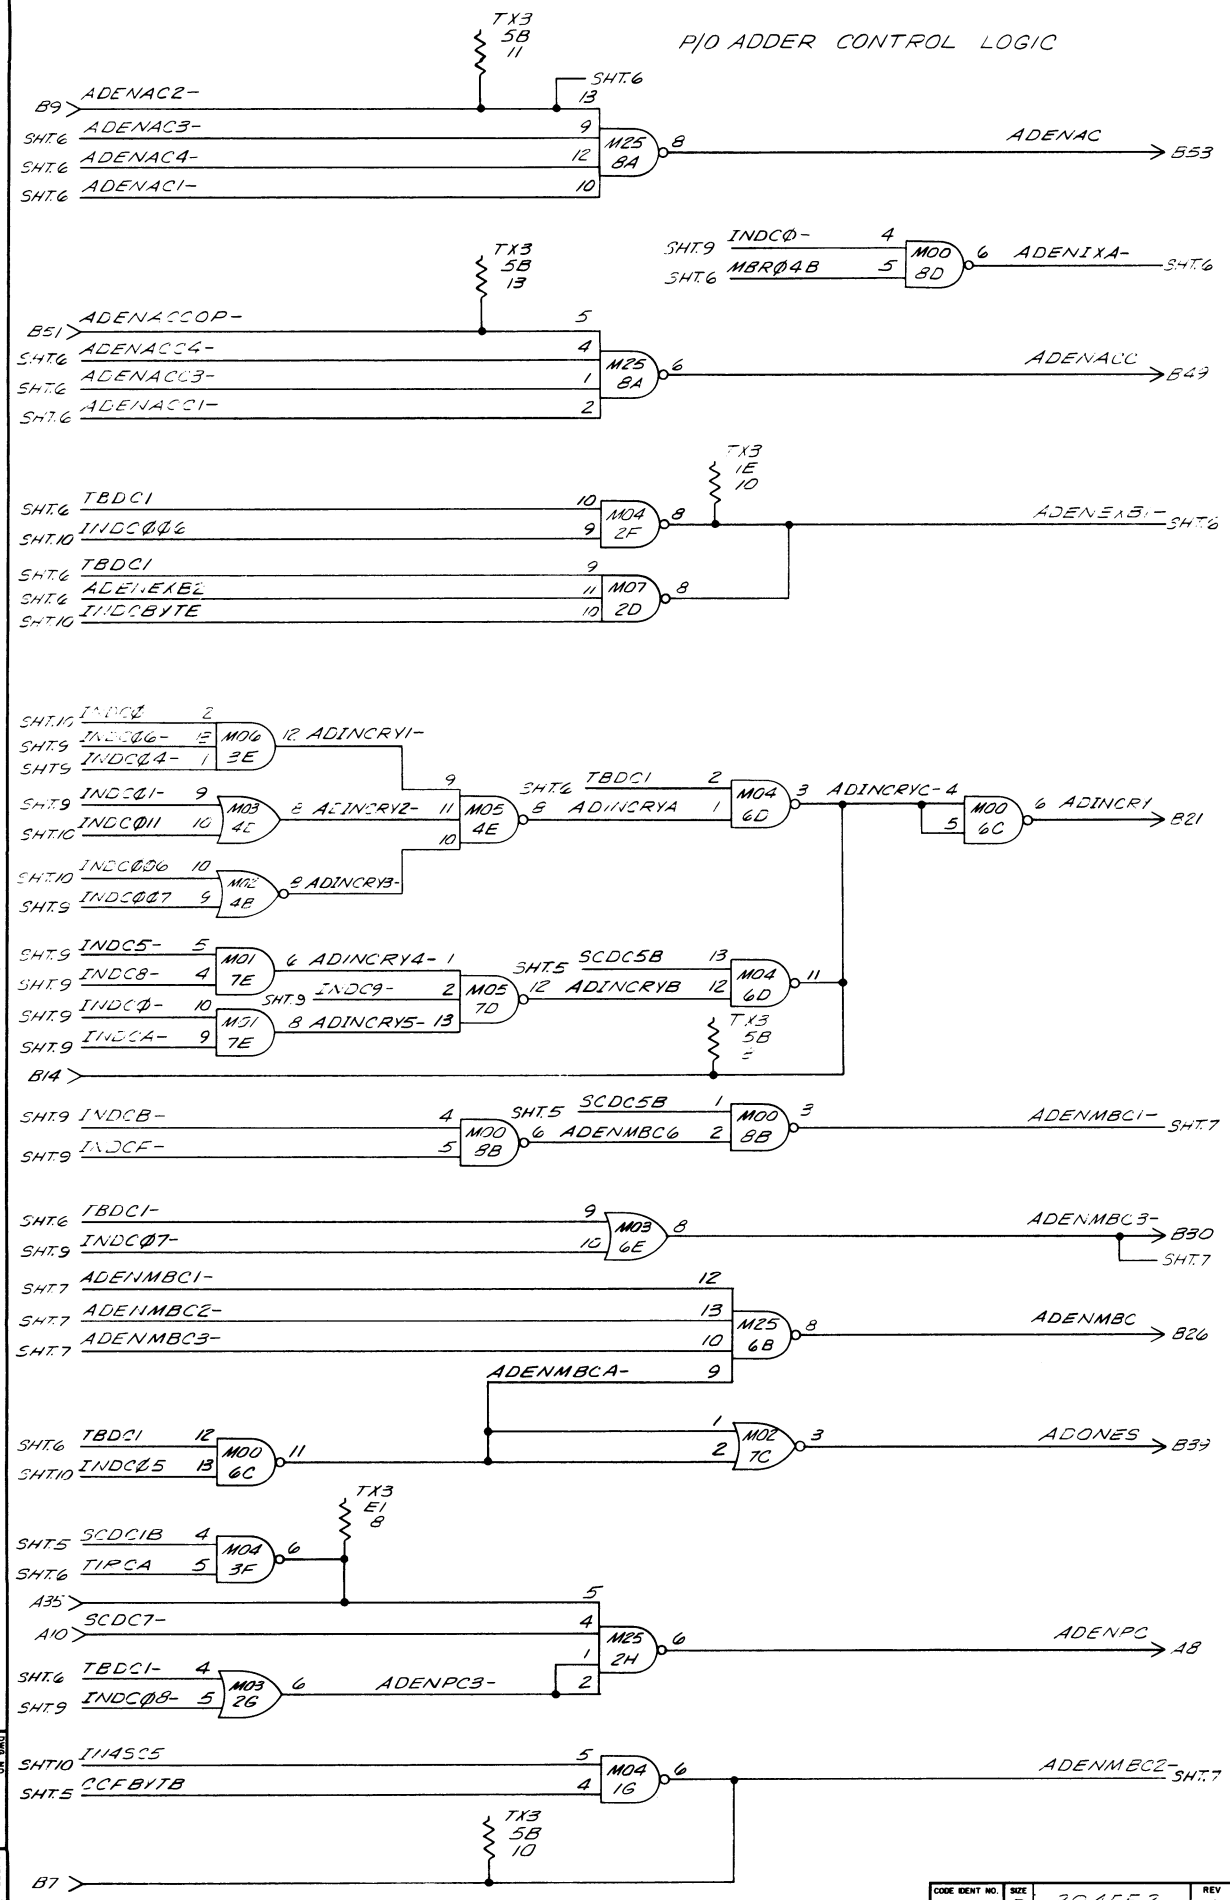 P/O ADDER CONTROL LOGIC
TX3
5B
11
SHT.6
B9 ADENAC2- 13
SHT.6 ADENAC3- 9
SHT.6 ADENAC4- 12
SHT.6 ADENAC1- 10
M25
8A
8 ADENAC B53
SHT.9 INDCØ- 4
SHT.6 MBRØ4B 5
M00
8D
6 ADENIXA- SHT.6
TX3
5B
13
B51 ADENACCOP- 5
SHT.6 ADENACC4- 4
SHT.6 ADENACC3- 1
SHT.6 ADENACC1- 2
M25
8A
6 ADENACC B49
TX3
1E
10
SHT.6 TBDC1 10
SHT.10 INDCØØ6 9
M04
2F
8 ADENEXB1- SHT.6
SHT.6 TBDC1 9
SHT.6 ADENEXB2 11
SHT.10 INDCBYTE 10
M07
2D
8
SHT.10 INDCØ 2
SHT.9 INDCØ6- 13
SHT.9 INDCØ4- 1
M06
3E
12 ADINCRY1- 9
SHT.9 INDCØ1- 9
SHT.10 INDCØ11 10
M03
8 ADINCRY2- 11
SHT.10 INDCØØ6 10
SHT.9 INDCØØ7 9
M02
4B
8 ADINCRY3- 10
M05
4E
8 ADINCRYA 1
SHT.6 TBDC1 2
M04
6D
3 ADINCRYC- 4
5
M00
6C
6 ADINCRY B21
SHT.9 INDC5- 5
SHT.9 INDC8- 4
M01
7E
6 ADINCRY4- 1
SHT.9 INDC9- 2
SHT.9 INDCØ- 10
SHT.9 INDCA- 9
M01
7E
8 ADINCRY5- 13
M05
7D
12 ADINCRYB 12
SHT.5 SCDC5B 13
M04
6D
11
TX3
5B
B14
SHT.9 INDCB- 4
SHT.9 INDCF- 5
M00
8B
6 ADENMBC6 2
SHT.5 SCDC5B 1
M00
8B
3 ADENMBC1- SHT.7
SHT.6 TBDC1- 9
SHT.9 INDCØ7- 10
M03
6E
8 ADENMBC3- B30
SHT.7
SHT.7 ADENMBC1- 12
SHT.7 ADENMBC2- 13
SHT.7 ADENMBC3- 10
ADENMBCA- 9
M25
6B
8 ADENMBC B26
SHT.6 TBDC1 12
SHT.10 INDCØ5 13
M00
6C
11
1
2
M02
7C
3 ADONES B39
TX3
E1
8
SHT.5 SCDC1B 4
SHT.6 TIPCA 5
M04
3F
6
A35 5
A10 SCDC7- 4
1
2
M25
2H
6 ADENPC A8
SHT.6 TBDC1- 4
SHT.9 INDCØ8- 5
M03
2G
6 ADENPC3-
SHT10 IN4SC5 5
SHT.5 CCFBYTB 4
M04
1G
6 ADENMBC2- SHT.7
TX3
5B
10
B7
DWG NO.
CODE IDENT NO. SIZE REV